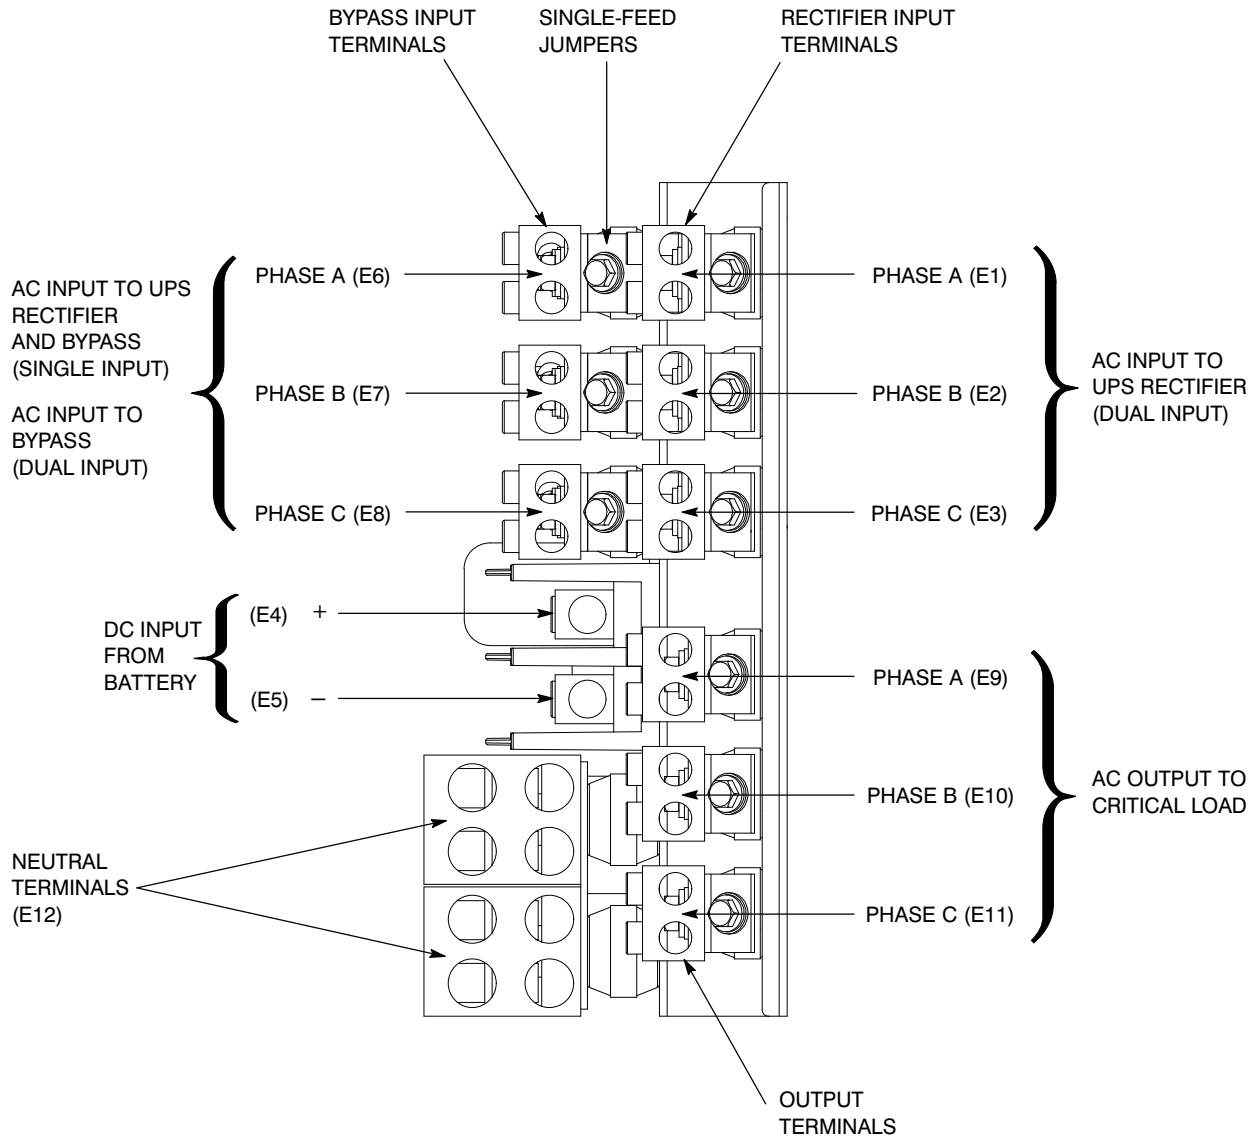 BYPASS INPUT
TERMINALS
SINGLE-FEED
JUMPERS
RECTIFIER INPUT
TERMINALS
AC INPUT TO UPS
RECTIFIER
AND BYPASS
(SINGLE INPUT)
AC INPUT TO
BYPASS
(DUAL INPUT)
PHASE A (E6)
PHASE B (E7)
PHASE C (E8)
PHASE A (E1)
PHASE B (E2)
PHASE C (E3)
AC INPUT TO
UPS RECTIFIER
(DUAL INPUT)
DC INPUT
FROM
BATTERY
(E4) +
(E5) –
PHASE A (E9)
PHASE B (E10)
PHASE C (E11)
AC OUTPUT TO
CRITICAL LOAD
NEUTRAL
TERMINALS
(E12)
OUTPUT
TERMINALS